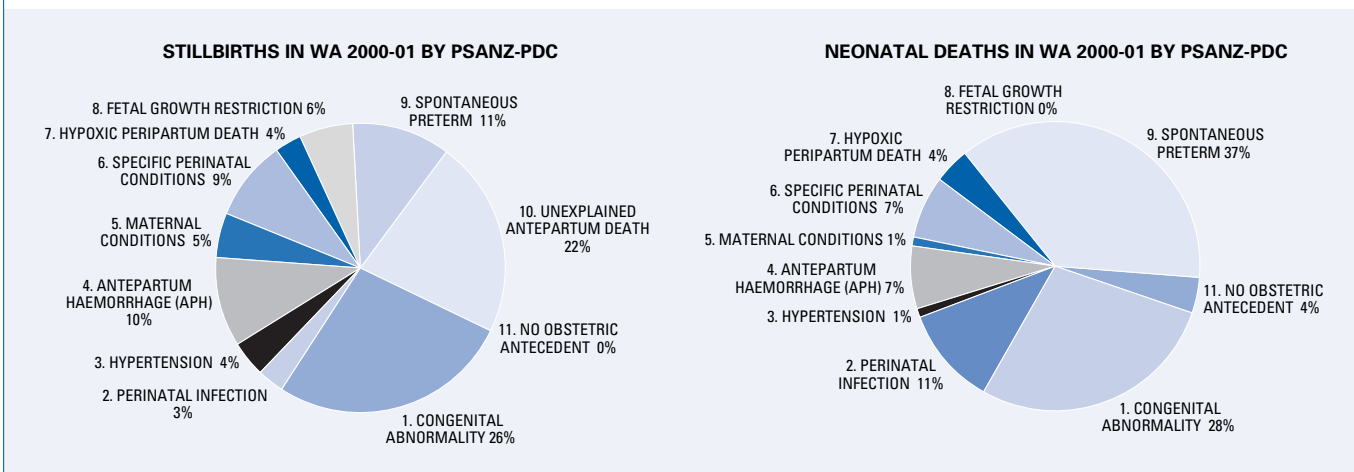 STILLBIRTHS IN WA 2000-01 BY PSANZ-PDC
8. FETAL GROWTH RESTRICTION 6%
9. SPONTANEOUS
PRETERM 11%
7. HYPOXIC PERIPARTUM DEATH 4%
6. SPECIFIC PERINATAL
CONDITIONS 9%
10. UNEXPLAINED
ANTEPARTUM DEATH
22%
5. MATERNAL
CONDITIONS 5%
4. ANTEPARTUM
HAEMORRHAGE (APH)
10%
11. NO OBSTETRIC
ANTECEDENT 0%
3. HYPERTENSION 4%
2. PERINATAL INFECTION
3%
1. CONGENITAL
ABNORMALITY 26%
NEONATAL DEATHS IN WA 2000-01 BY PSANZ-PDC
8. FETAL GROWTH
RESTRICTION 0%
9. SPONTANEOUS
PRETERM 37%
7. HYPOXIC
PERIPARTUM DEATH 4%
6. SPECIFIC PERINATAL
CONDITIONS 7%
5. MATERNAL CONDITIONS 1%
4. ANTEPARTUM
HAEMORRHAGE (APH) 7%
11. NO OBSTETRIC
ANTECEDENT 4%
3. HYPERTENSION 1%
2. PERINATAL
INFECTION 11%
1. CONGENITAL
ABNORMALITY 28%